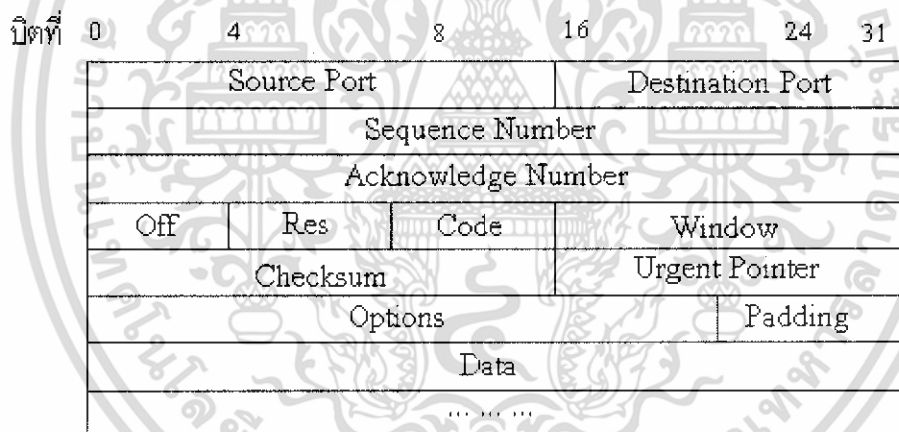 บิตที่ 0 4 8 16 24 31
Source Port Destination Port
Sequence Number
Acknowledge Number
Off Res Code Window
Checksum Urgent Pointer
Options Padding
Data
... ... ...